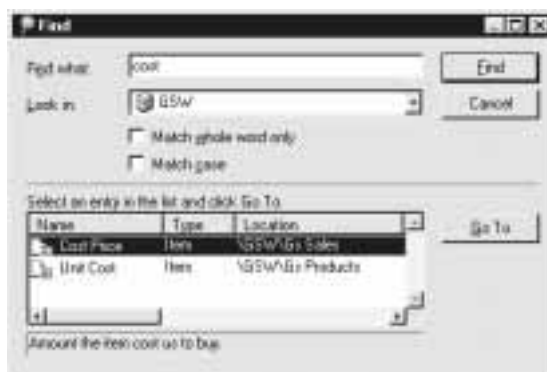 Find
Find what: cost Find
Look in: GSW Cancel
Match whole word only
Match case
Select an entry in the list and click Go To.
Name Type Location Go To
Cost Price Item \GSW\Gs Sales
Unit Cost Item \GSW\Gs Products
Amount the item cost us to buy